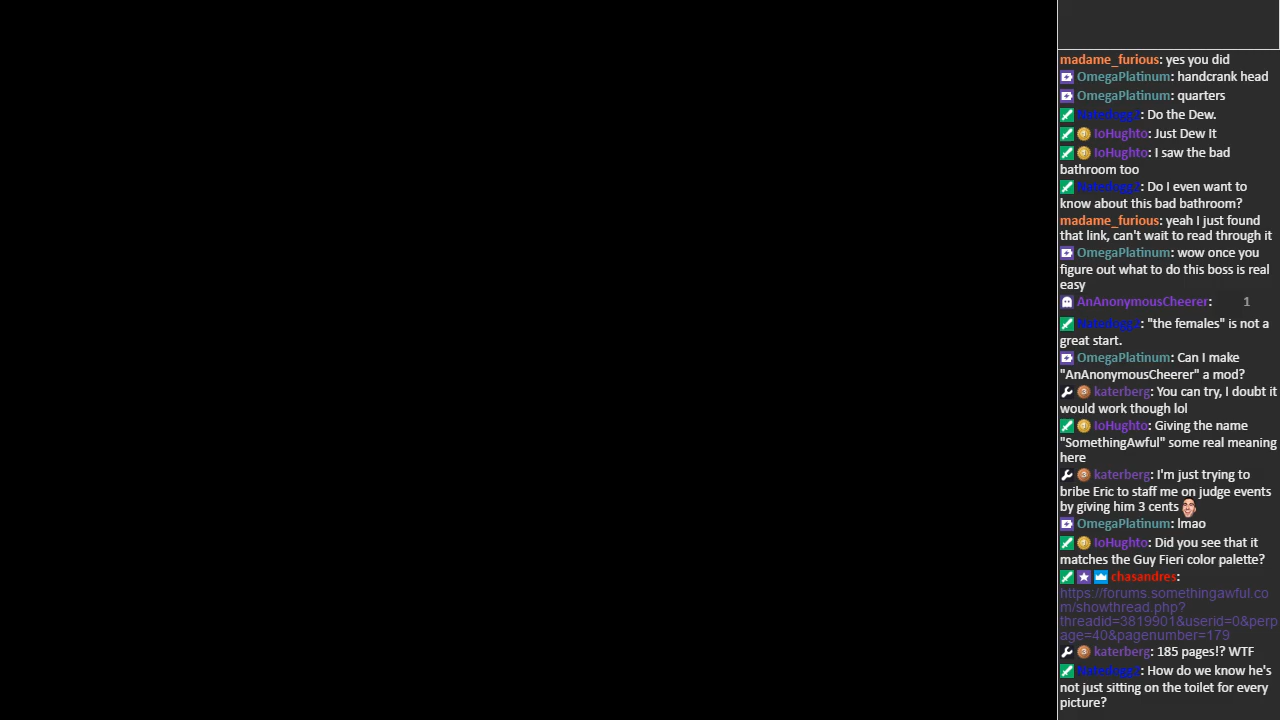 madame_furious: yes you did
OmegaPlatinum: handcrank head
OmegaPlatinum: quarters
Natedogg2: Do the Dew.
IoHughto: Just Dew It
IoHughto: I saw the bad
bathroom too
Natedogg2: Do I even want to
know about this bad bathroom?
madame_furious: yeah I just found
that link, can't wait to read through it
OmegaPlatinum: wow once you
figure out what to do this boss is real
easy
AnAnonymousCheerer: 1
Natedogg2: "the females" is not a
great start.
OmegaPlatinum: Can I make
"AnAnonymousCheerer" a mod?
katerberg: You can try, I doubt it
would work though lol
IoHughto: Giving the name
"SomethingAwful" some real meaning
here
katerberg: I'm just trying to
bribe Eric to staff me on judge events
by giving him 3 cents
OmegaPlatinum: lmao
IoHughto: Did you see that it
matches the Guy Fieri color palette?
chasandres:
https://forums.somethingawful.co
m/showthread.php?
threadid=3819901&userid=0&perp
age=40&pagenumber=179
katerberg: 185 pages!? WTF
Natedogg2: How do we know he's
not just sitting on the toilet for every
picture?